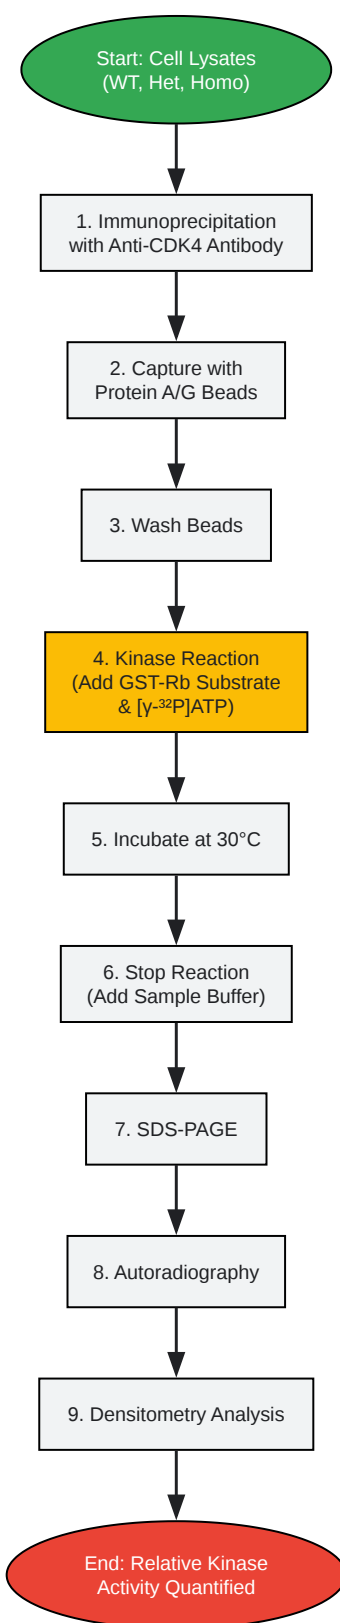 Start: Cell Lysates
(WT, Het, Homo)
1. Immunoprecipitation
with Anti-CDK4 Antibody
2. Capture with
Protein A/G Beads
3. Wash Beads
4. Kinase Reaction
(Add GST-Rb Substrate
& [γ-³²P]ATP)
5. Incubate at 30°C
6. Stop Reaction
(Add Sample Buffer)
7. SDS-PAGE
8. Autoradiography
9. Densitometry Analysis
End: Relative Kinase
Activity Quantified